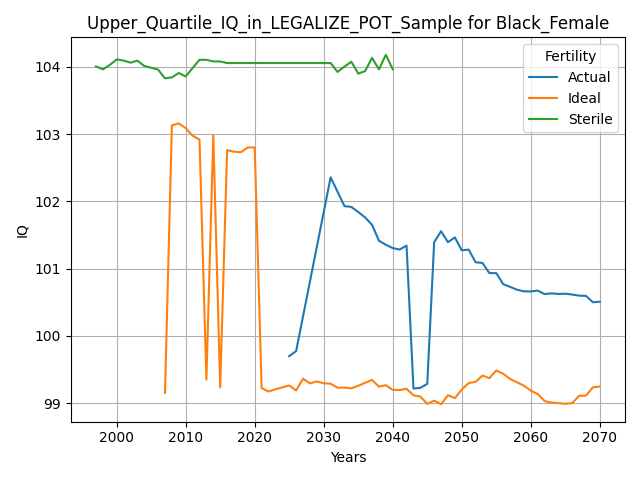 Upper_Quartile_IQ_in_LEGALIZE_POT_Sample for Black_Female
Fertility
Actual
Ideal
Sterile
104
103
102
101
100
99
IQ
2000 2010 2020 2030 2040 2050 2060 2070
Years